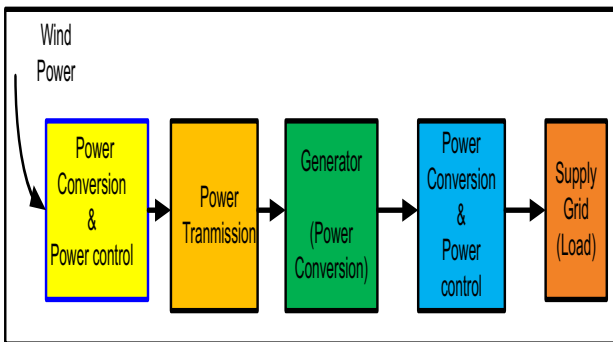 Wind
Power
Power
Conversion
&
Power control
Power
Tranmission
Generator
(Power
Conversion)
Power
Conversion
&
Power
control
Supply
Grid
(Load)